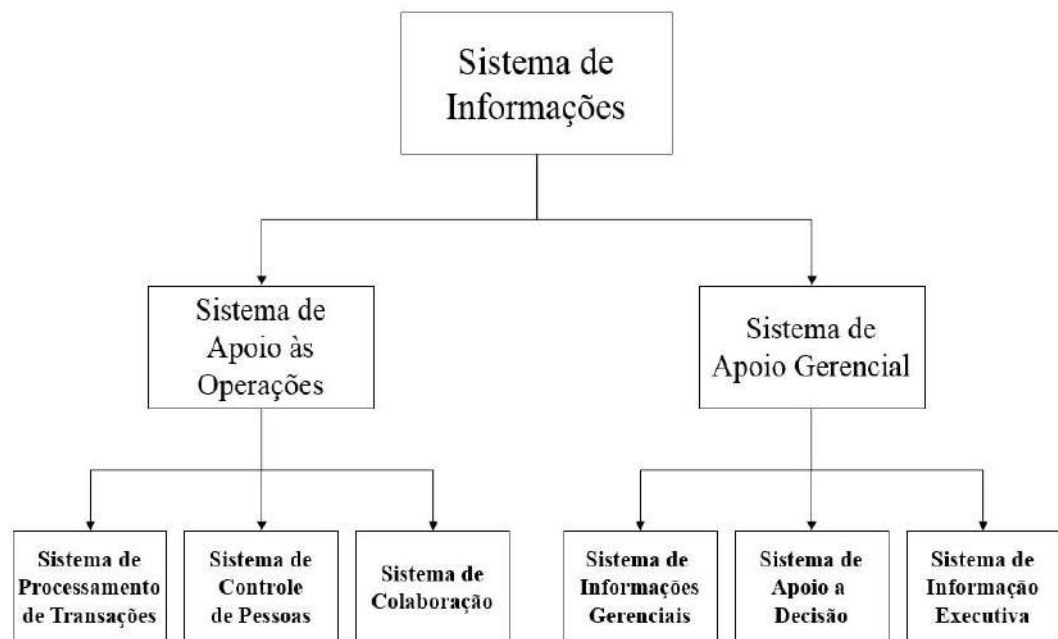 Sistema de
Informações
Sistema de
Apoio às
Operações
Sistema de
Apoio Gerencial
Sistema de
Processamento
de Transações
Sistema de
Controle
de Pessoas
Sistema de
Colaboração
Sistema de
Informações
Gerenciais
Sistema de
Apoio a
Decisão
Sistema de
Informação
Executiva